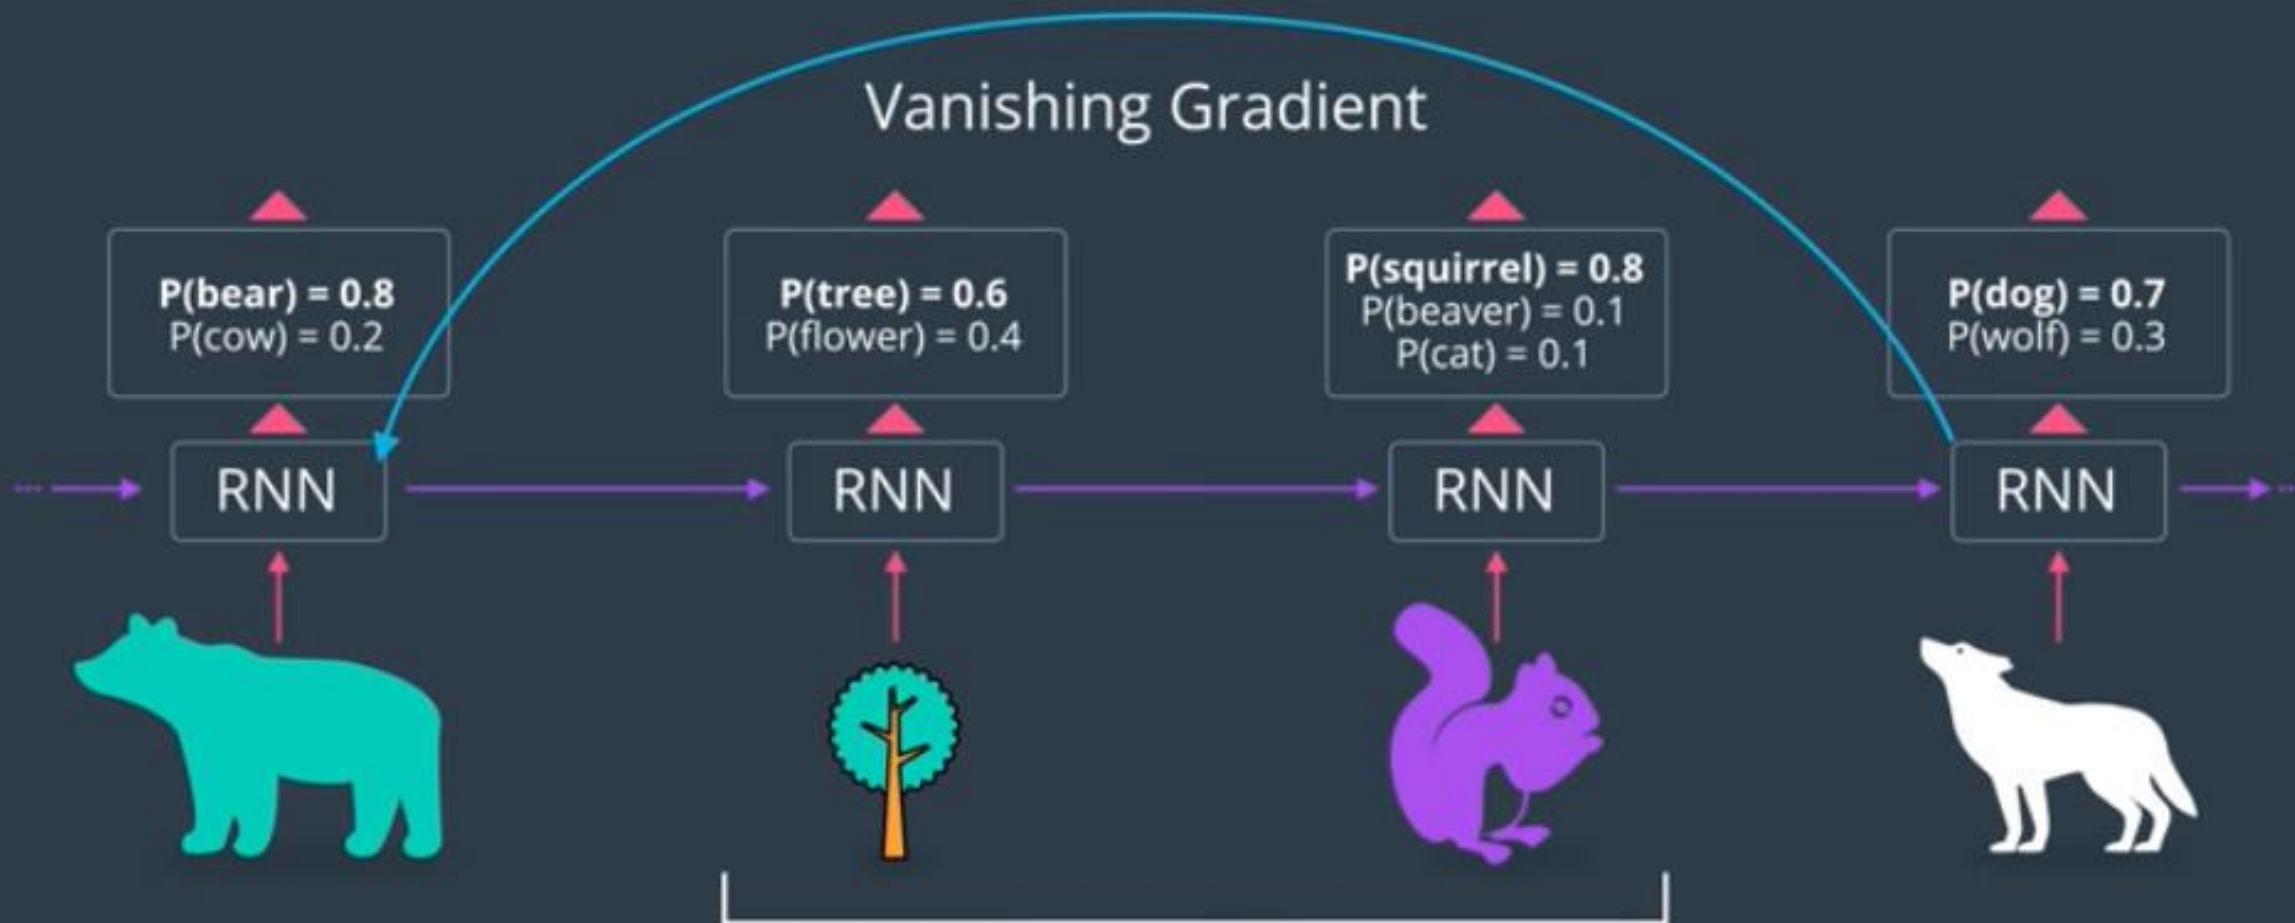 Vanishing Gradient
P(bear) = 0.8
P(cow) = 0.2
P(tree) = 0.6
P(flower) = 0.4
P(squirrel) = 0.8
P(beaver) = 0.1
P(cat) = 0.1
P(dog) = 0.7
P(wolf) = 0.3
RNN
RNN
RNN
RNN